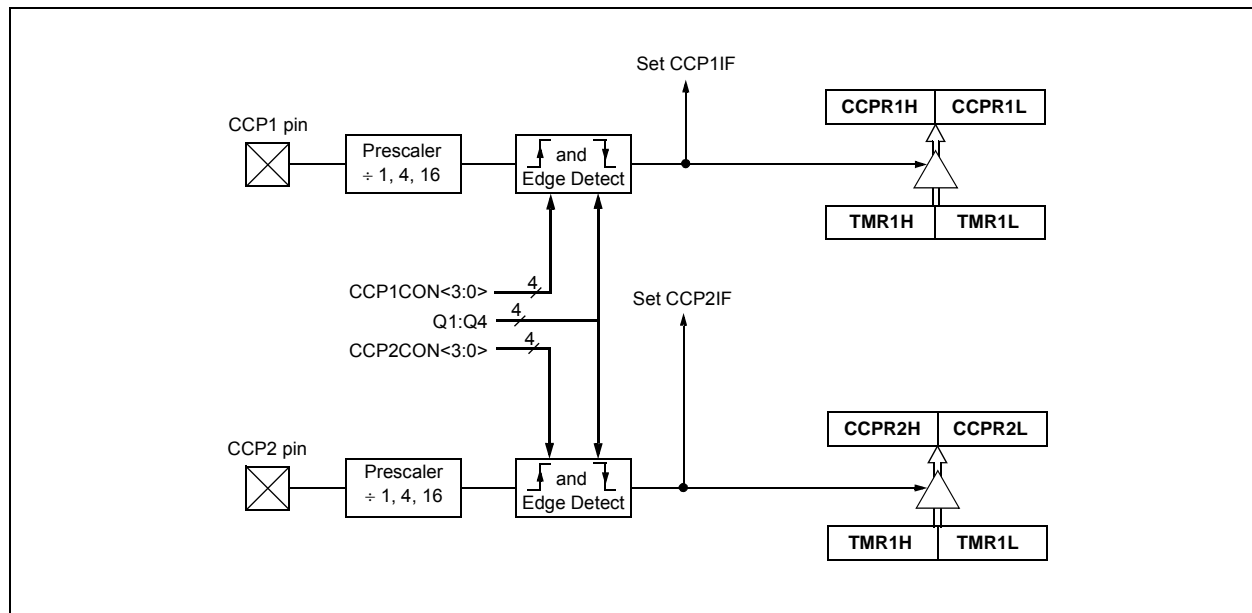 Set CCP1IF
CCPR1H CCPR1L
CCP1 pin
Prescaler
÷ 1, 4, 16
and
Edge Detect
TMR1H TMR1L
CCP1CON<3:0> 4
Q1:Q4 4
CCP2CON<3:0> 4
Set CCP2IF
CCPR2H CCPR2L
CCP2 pin
Prescaler
÷ 1, 4, 16
and
Edge Detect
TMR1H TMR1L